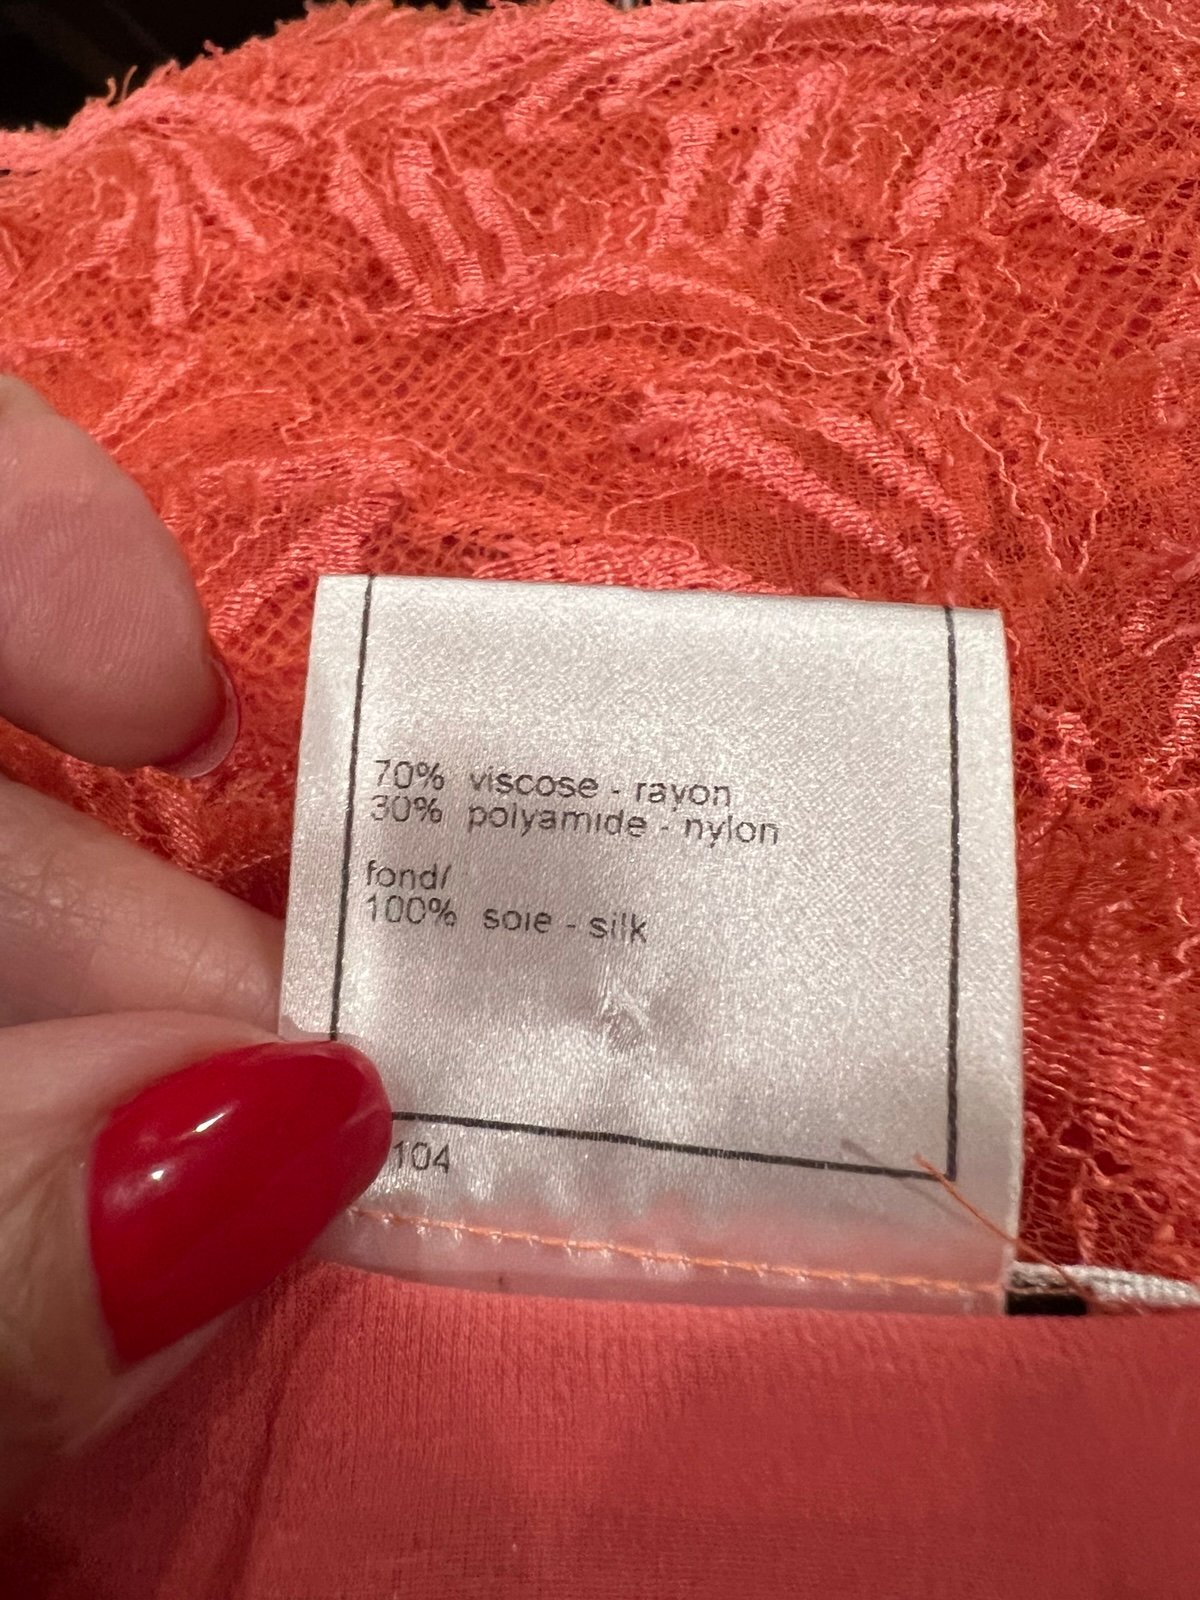 70% viscose - rayon
30% polyamide - nylon
fond/
100% soie - silk
104